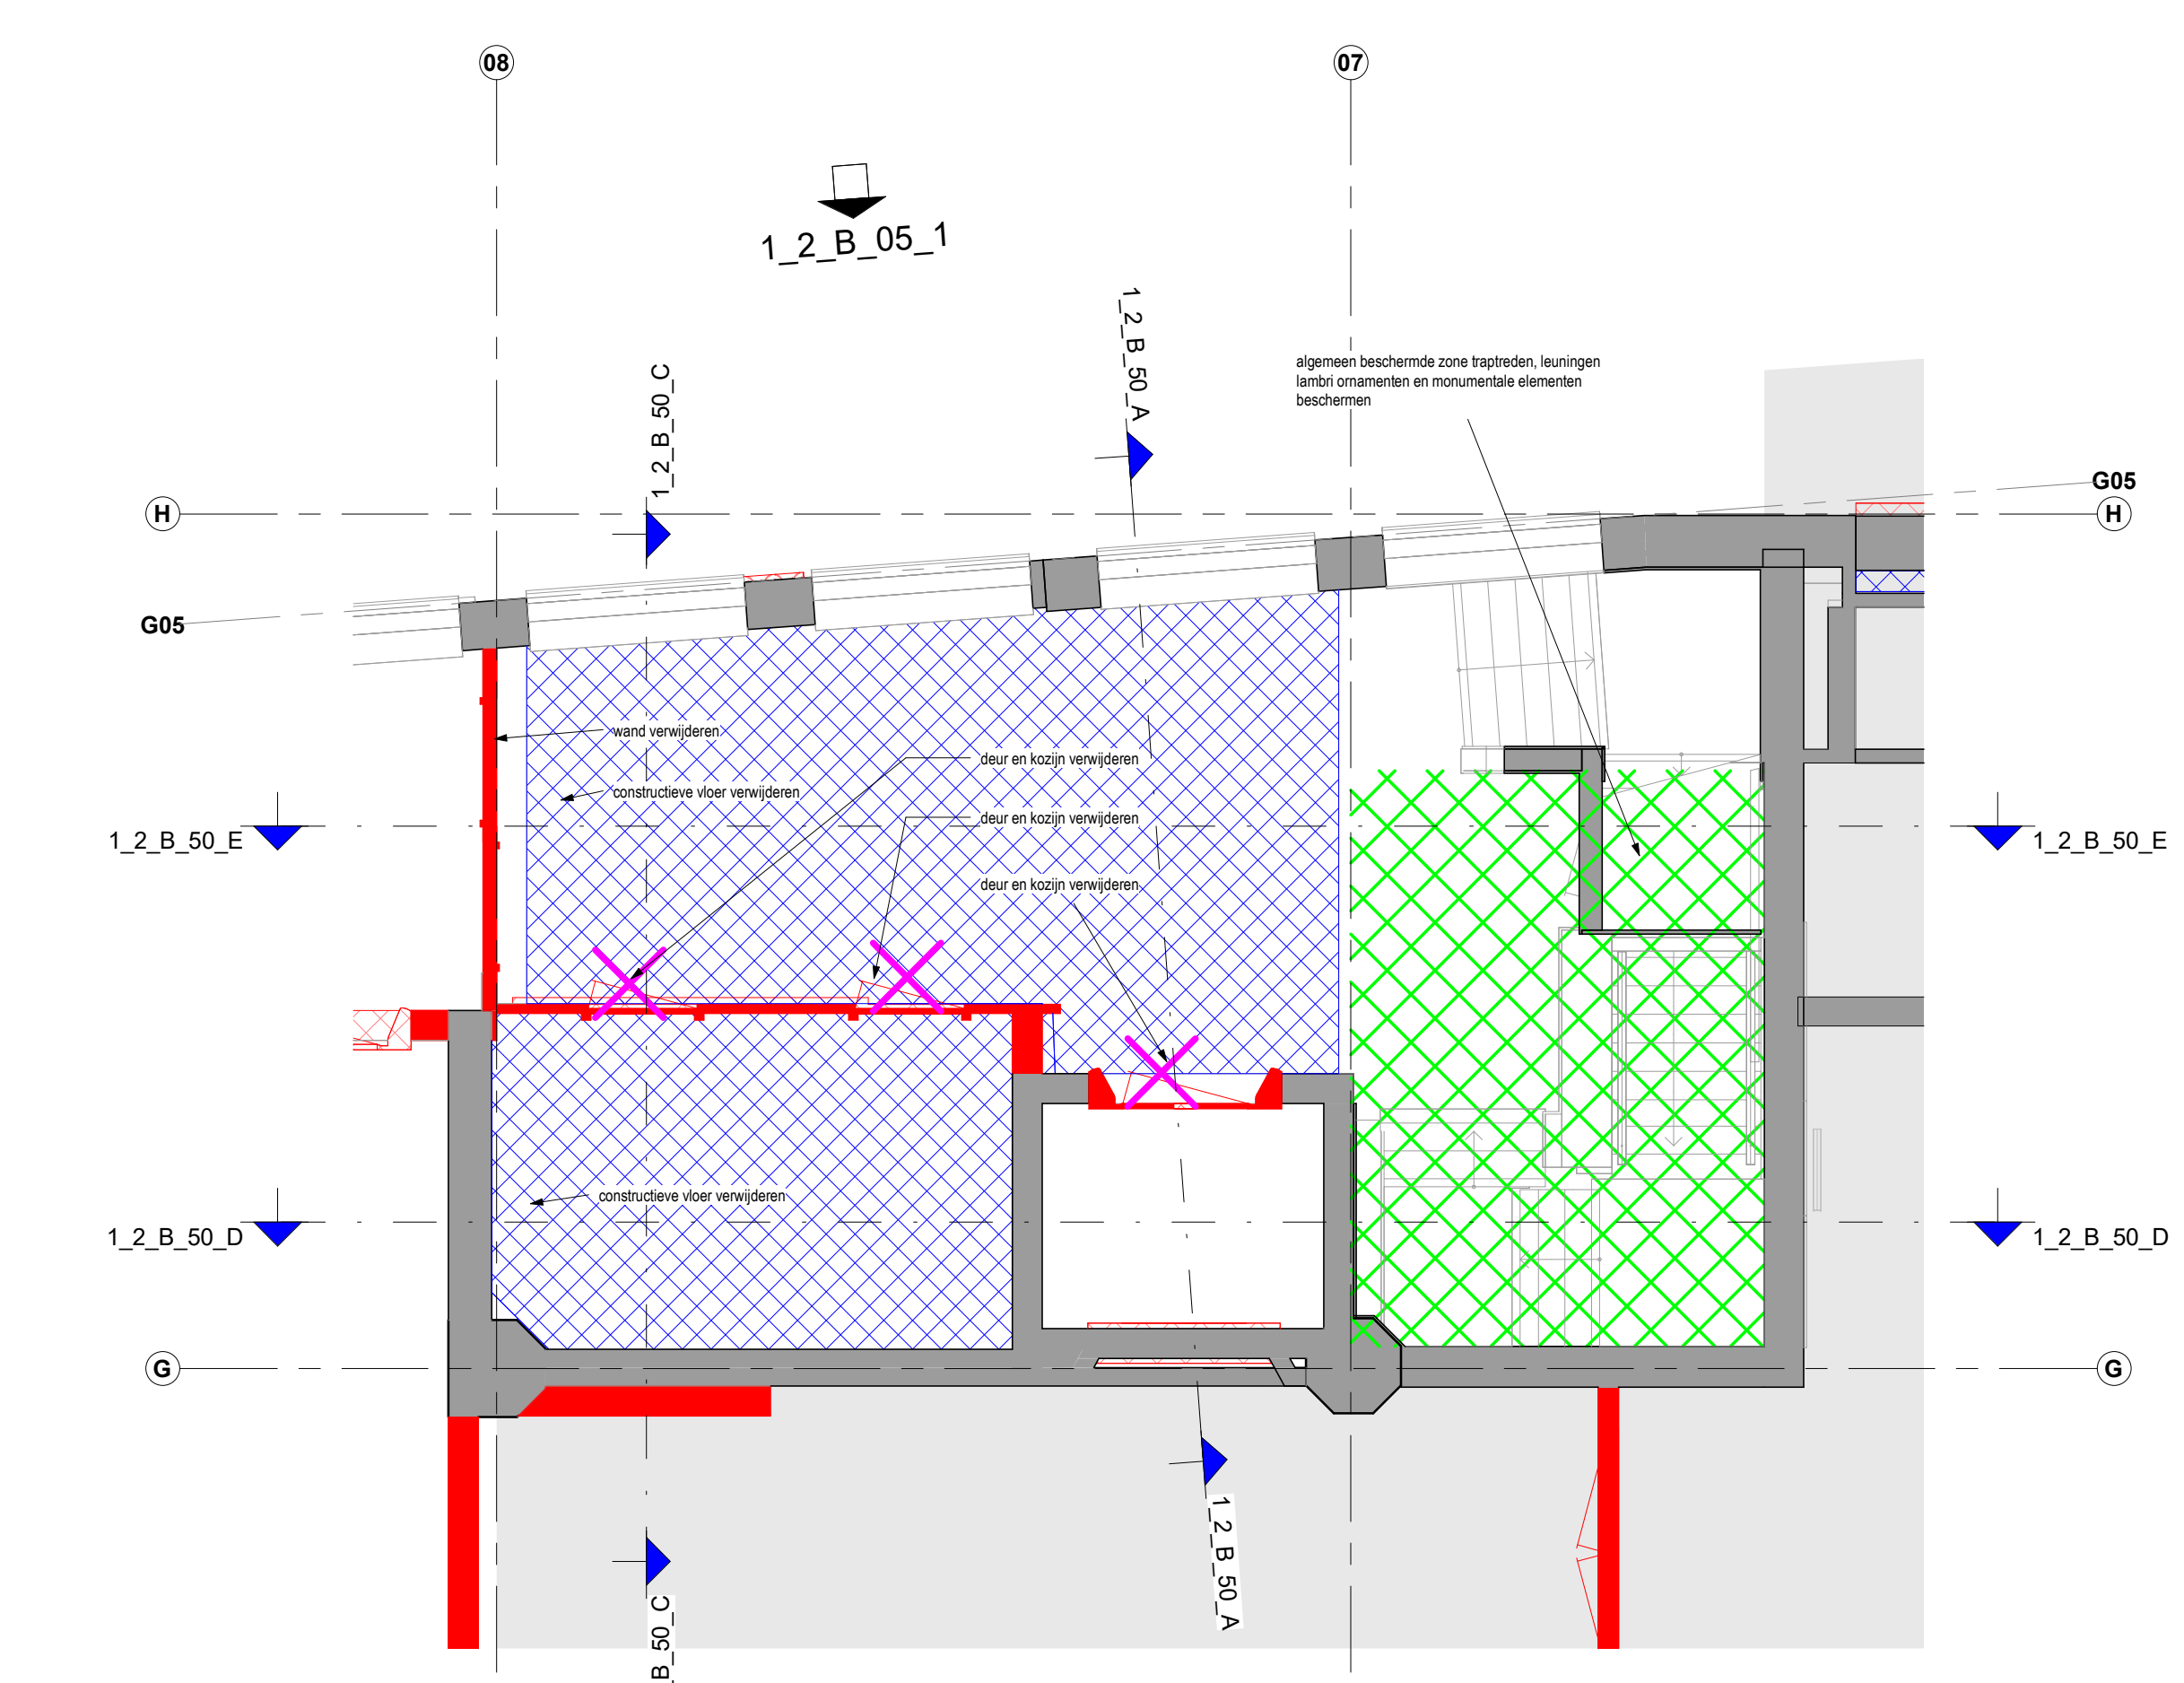 08
07
1_2_B_05_1
1_2_B_50_A
1_2_B_50_C
algemeen beschermde zone traptreden, leuningen
lambri ornamenten en monumentale elementen
beschermen
G05
H
H
G05
wand verwijderen
deur en kozijn verwijderen
constructieve vloer verwijderen
deur en kozijn verwijderen
1_2_B_50_E
1_2_B_50_E
deur en kozijn verwijderen
constructieve vloer verwijderen
1_2_B_50_D
1_2_B_50_D
G
G
1_2_B_50_A
B_50_C